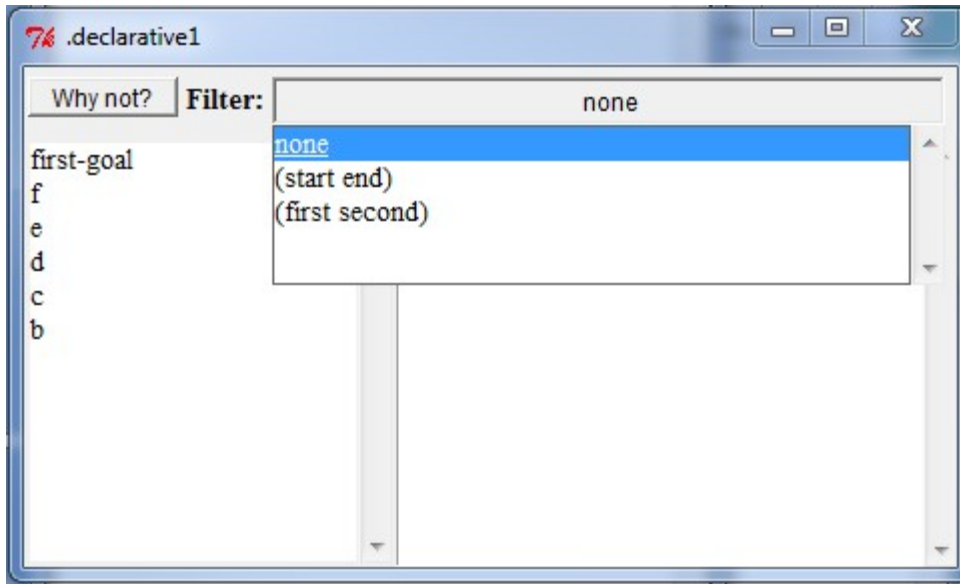 .declarative1
Why not? Filter: none
none
(start end)
(first second)
first-goal
f
e
d
c
b